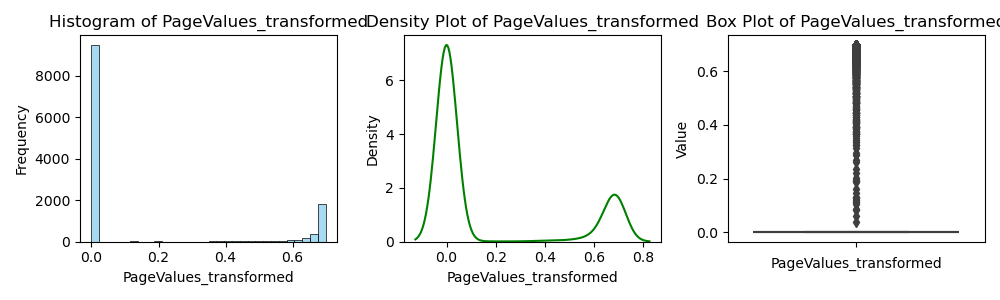 Histogram of PageValues_transformed
Density Plot of PageValues_transformed
Box Plot of PageValues_transformed
Frequency
8000
6000
4000
2000
0
0.0 0.2 0.4 0.6
PageValues_transformed
Density
6
4
2
0
0.0 0.2 0.4 0.6 0.8
PageValues_transformed
Value
0.6
0.4
0.2
0.0
PageValues_transformed